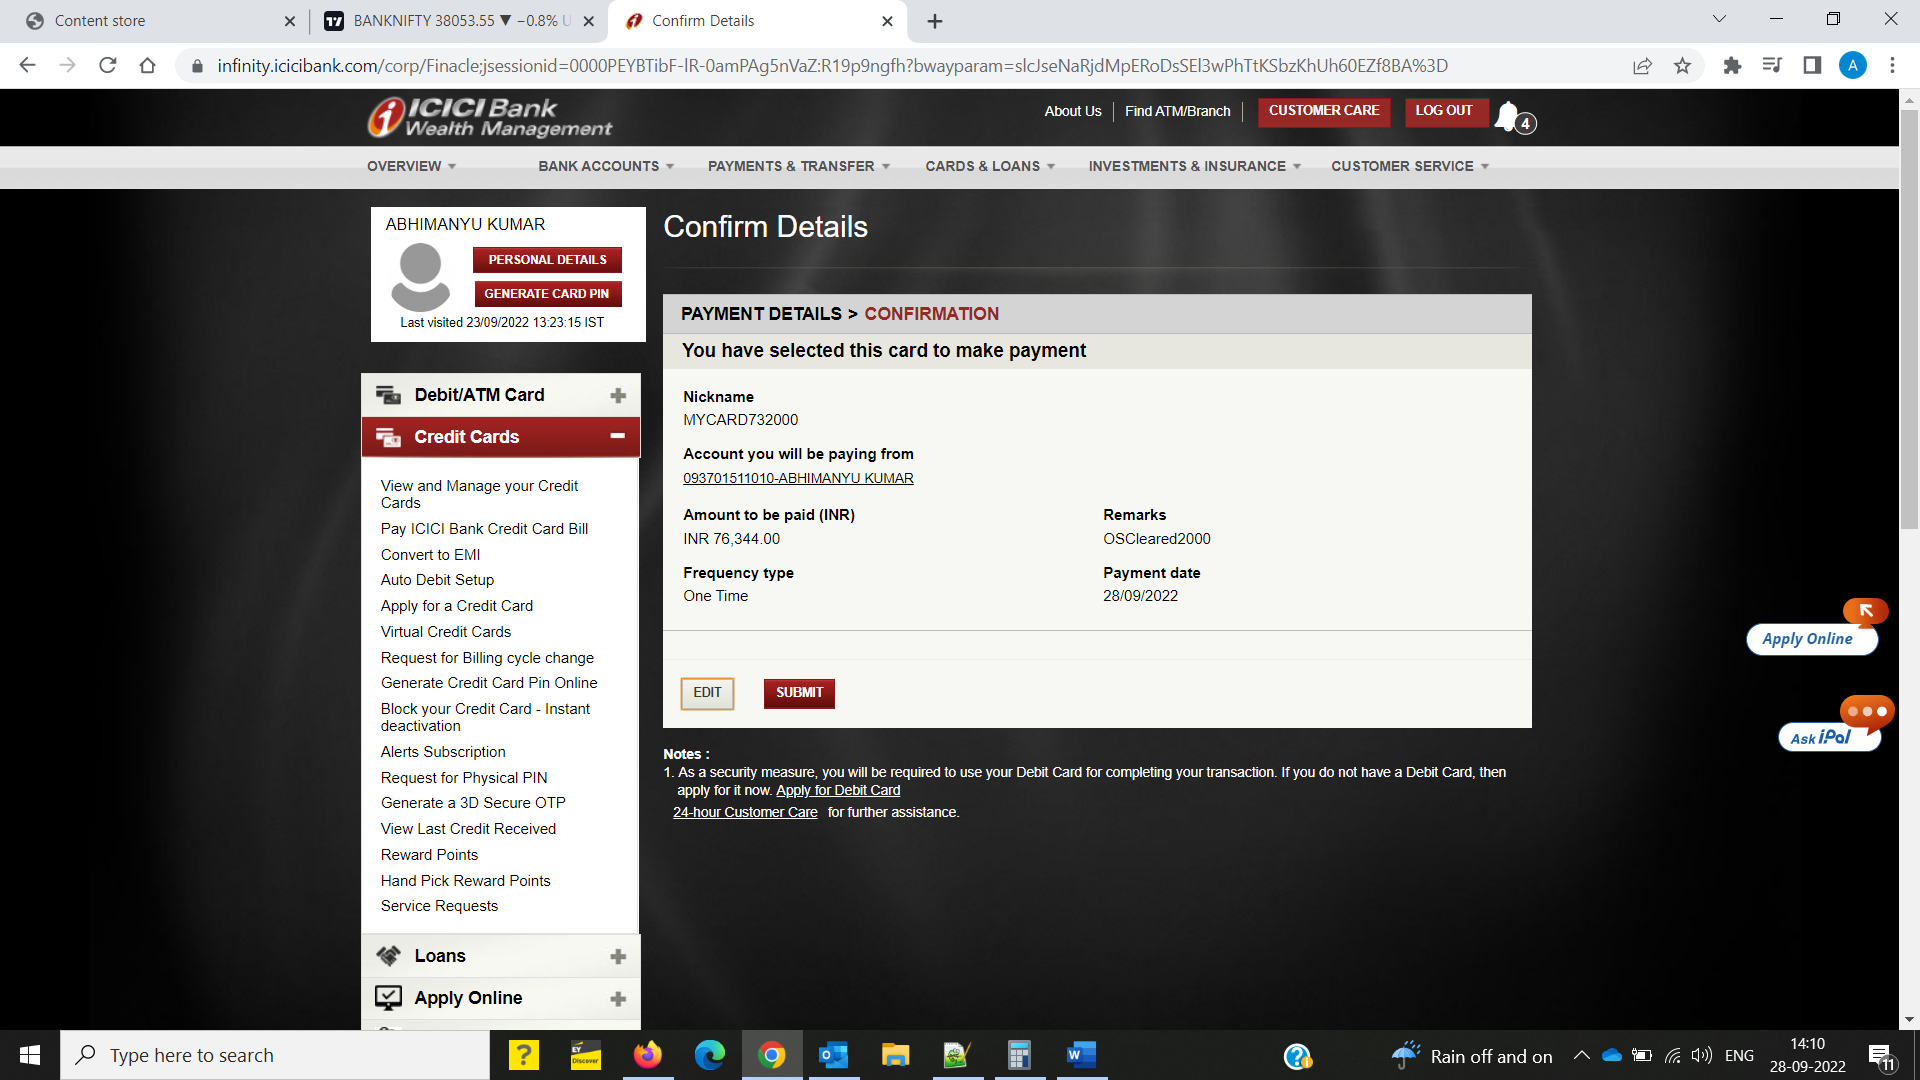 Content store
BANKNIFTY 38053.55 ▼ −0.8% U
Confirm Details
infinity.icicibank.com/corp/Finacle;jsessionid=0000PEYBTibF-lR-0amPAg5nVaZ:R19p9ngfh?bwayparam=slcJseNaRjdMpERoDsSEl3wPhTtKSbzKhUh60EZf8BA%3D
A
ICICI Bank
Wealth Management
About Us
Find ATM/Branch
CUSTOMER CARE
LOG OUT
4
OVERVIEW
BANK ACCOUNTS
PAYMENTS & TRANSFER
CARDS & LOANS
INVESTMENTS & INSURANCE
CUSTOMER SERVICE
ABHIMANYU KUMAR
PERSONAL DETAILS
GENERATE CARD PIN
Last visited 23/09/2022 13:23:15 IST
Debit/ATM Card
Credit Cards
View and Manage your Credit
Cards
Pay ICICI Bank Credit Card Bill
Convert to EMI
Auto Debit Setup
Apply for a Credit Card
Virtual Credit Cards
Request for Billing cycle change
Generate Credit Card Pin Online
Block your Credit Card - Instant
deactivation
Alerts Subscription
Request for Physical PIN
Generate a 3D Secure OTP
View Last Credit Received
Reward Points
Hand Pick Reward Points
Service Requests
Loans
Apply Online
Confirm Details
PAYMENT DETAILS > CONFIRMATION
You have selected this card to make payment
Nickname
MYCARD732000
Account you will be paying from
093701511010-ABHIMANYU KUMAR
Amount to be paid (INR)
INR 76,344.00
Remarks
OSCleared2000
Frequency type
One Time
Payment date
28/09/2022
EDIT
SUBMIT
Notes :
1. As a security measure, you will be required to use your Debit Card for completing your transaction. If you do not have a Debit Card, then
apply for it now. Apply for Debit Card
24-hour Customer Care for further assistance.
Apply Online
Ask iPal
Type here to search
EY
Discover
Rain off and on
ENG
14:10
28-09-2022
11